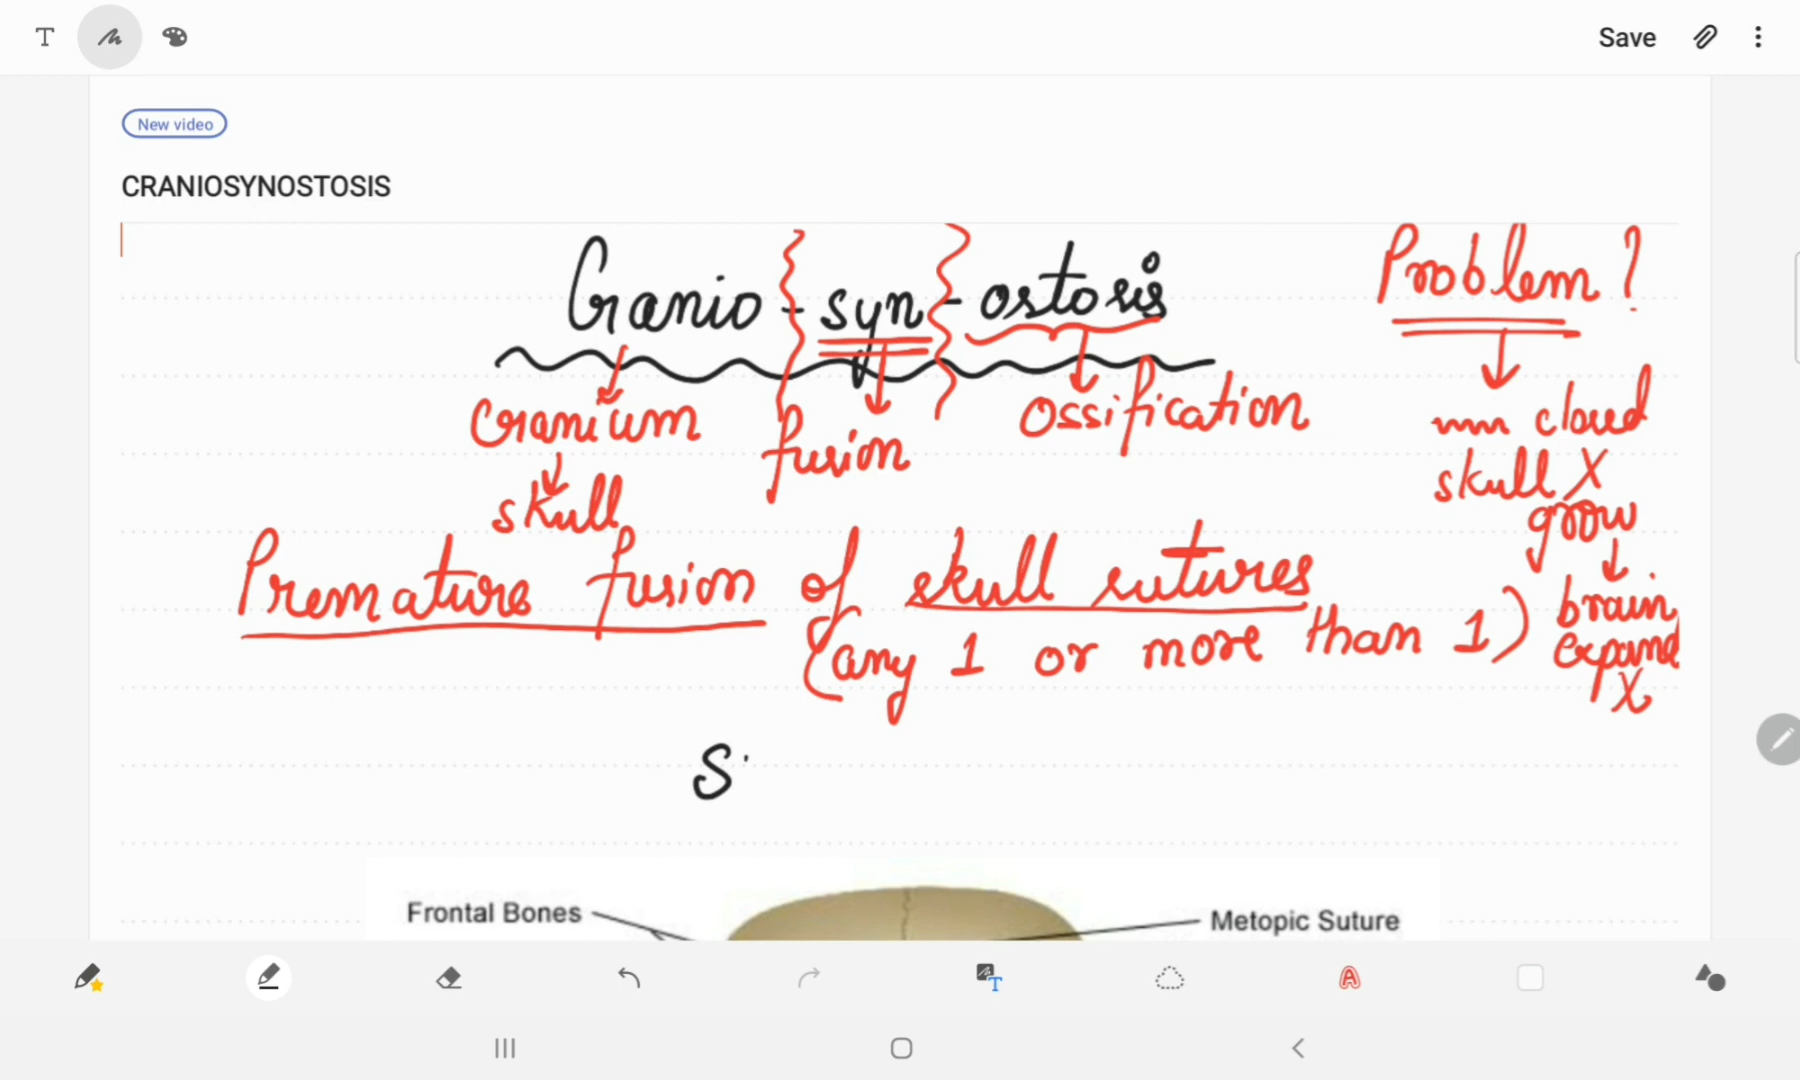 T Save
New video
CRANIOSYNOSTOSIS
Cranio - syn - ostosis
Problem ?
Cranium fusion Ossification
skull
closed
skull X
grow
brain
expand
X
Premature fusion of skull sutures
(any 1 or more than 1)
S
Frontal Bones Metopic Suture
T A